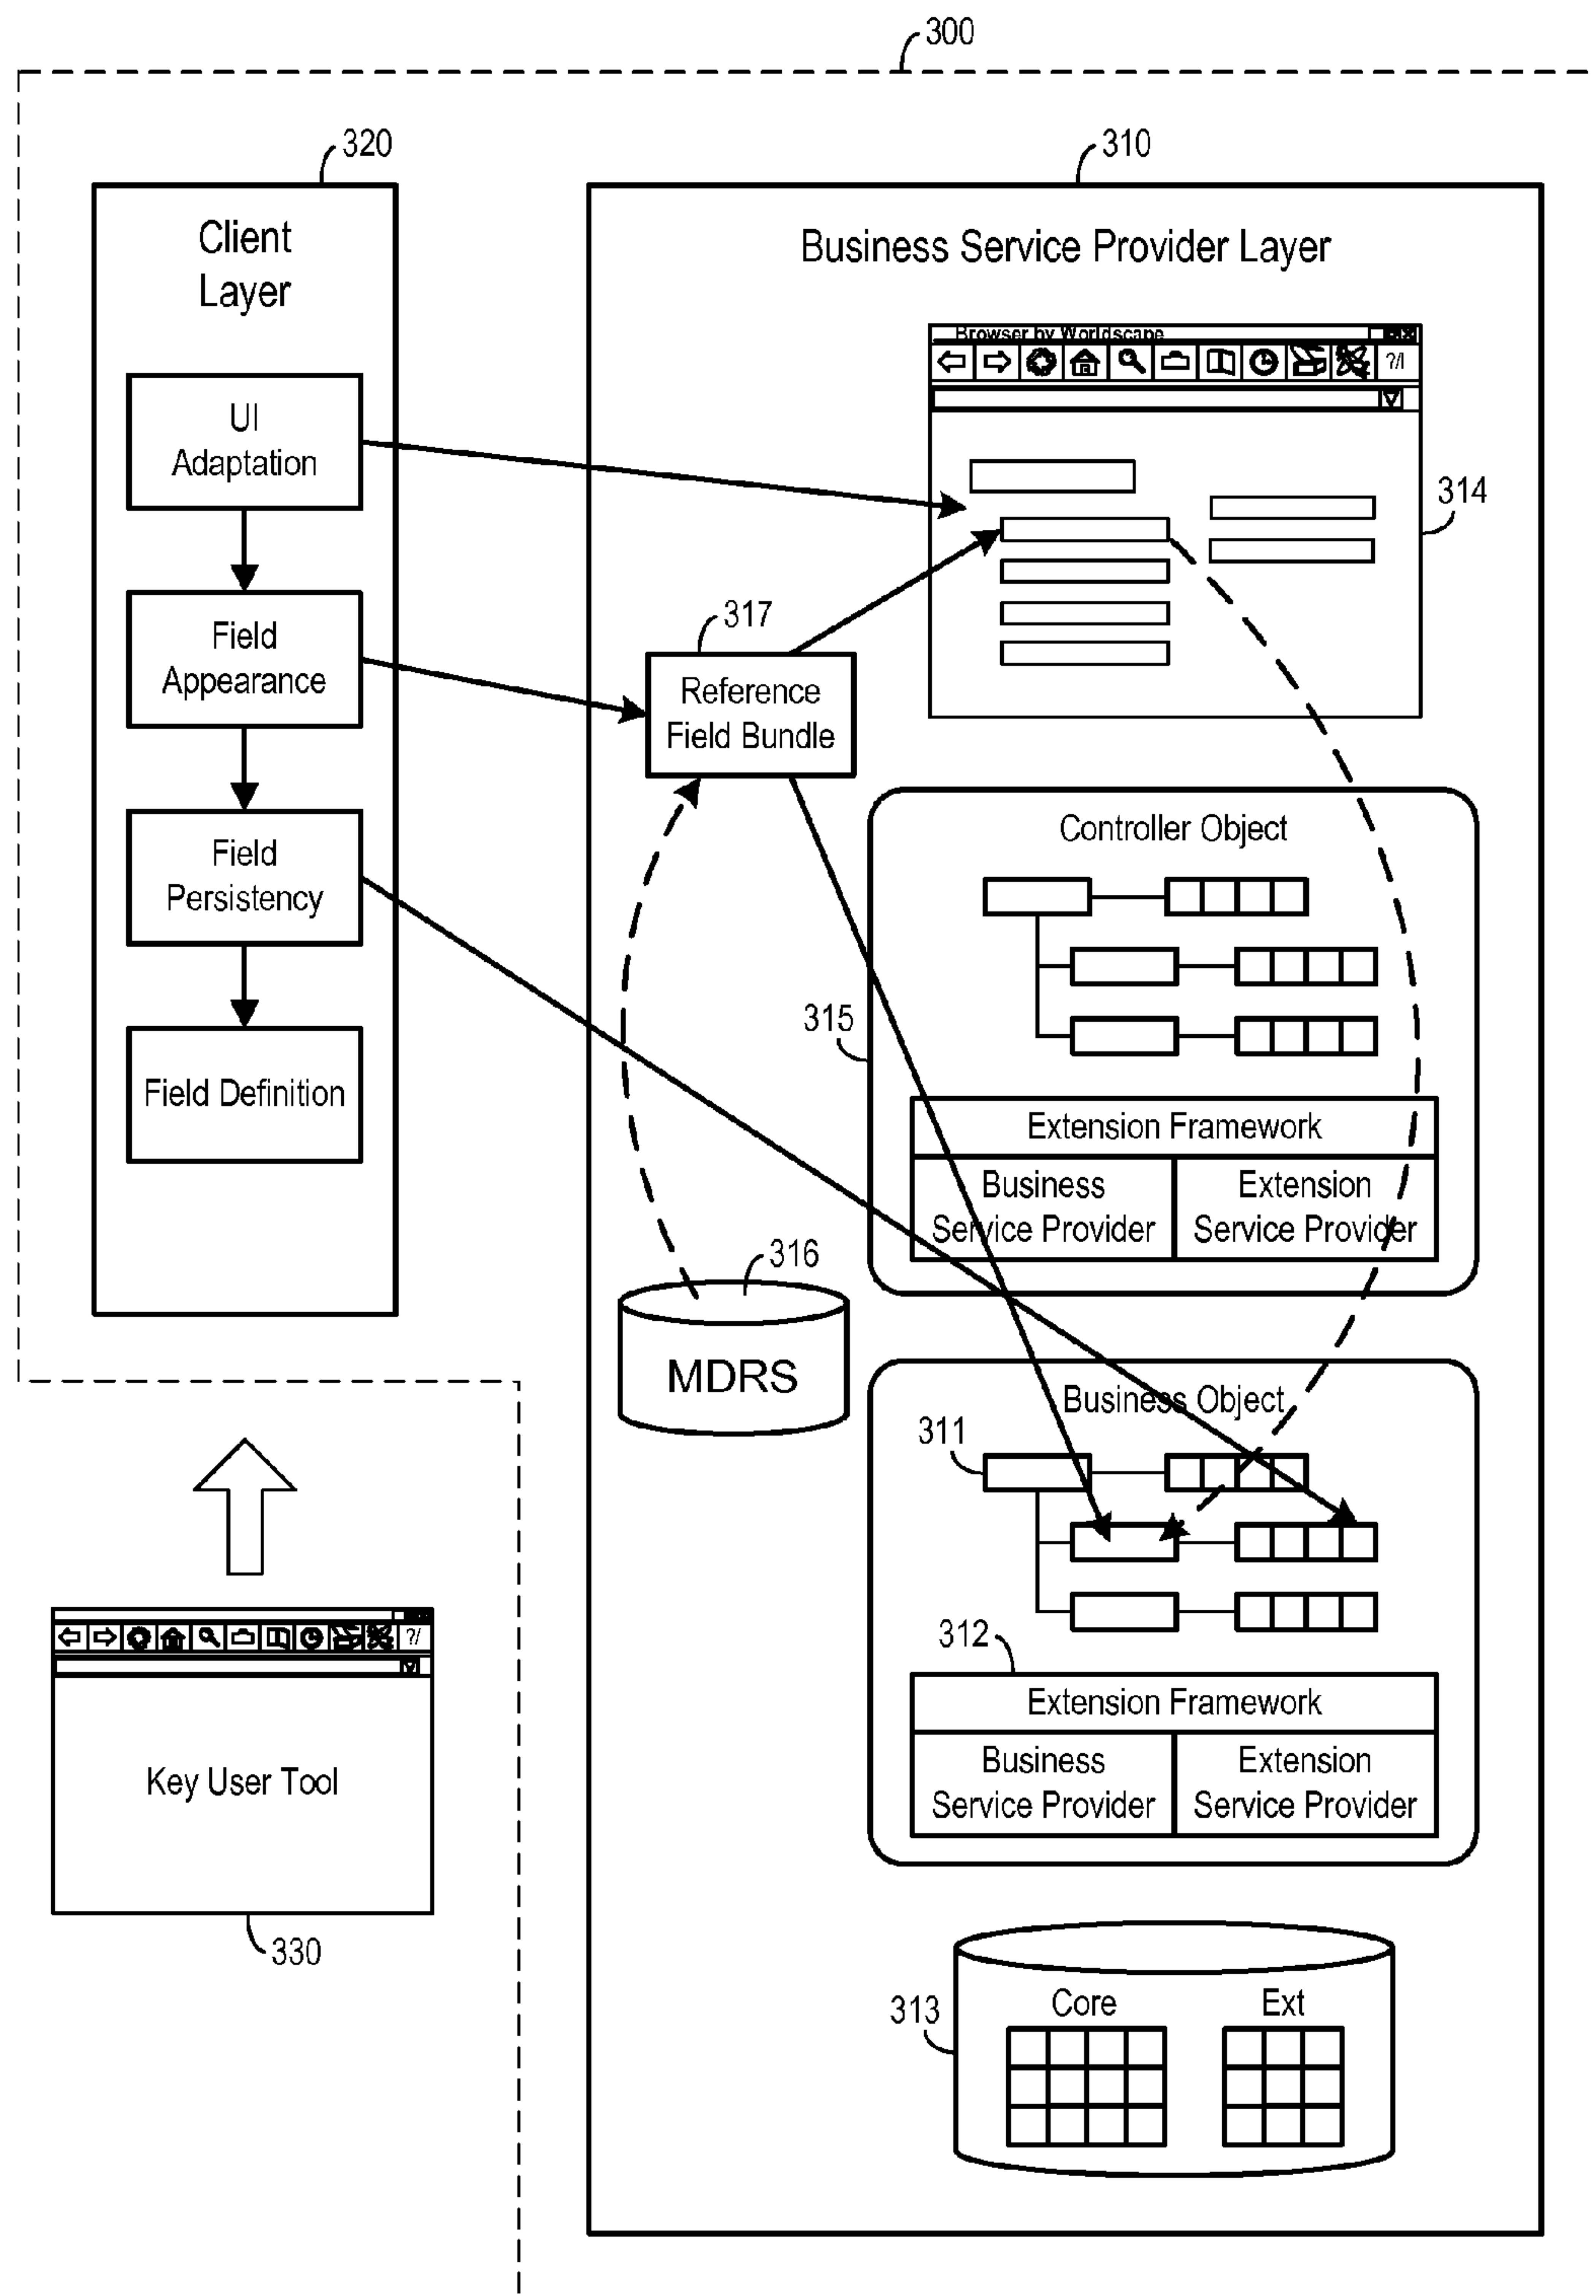 300
320
310
Client
Layer
Business Service Provider Layer
Browser by Worldscape
?/I
UI
Adaptation
314
Field
Appearance
317
Reference
Field Bundle
Field
Persistency
Controller Object
315
Field Definition
Extension Framework
Business
Service Provider
Extension
Service Provider
316
MDRS
Business Object
311
312
Extension Framework
Business
Service Provider
Extension
Service Provider
?/
Key User Tool
330
313
Core
Ext